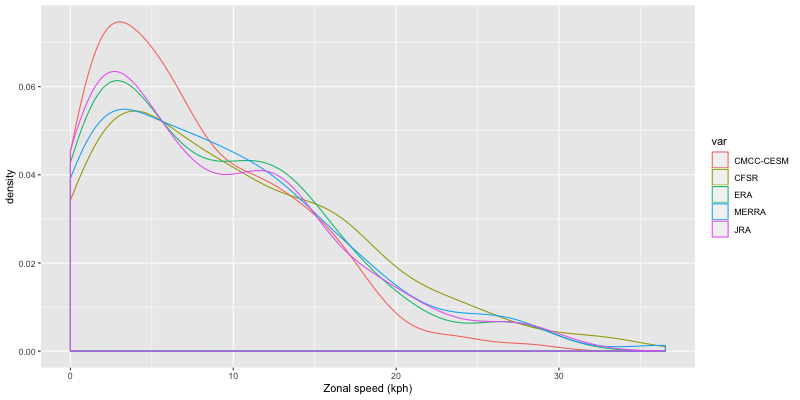 density
0.06
0.04
0.02
0.00
0
10
20
30
Zonal speed (kph)
var
CMCC-CESM
CFSR
ERA
MERRA
JRA